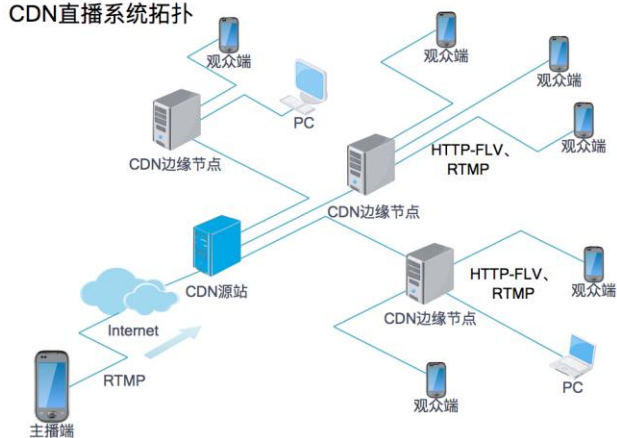 CDN直播系统拓扑
观众端
观众端
观众端
PC
观众端
HTTP-FLV、
RTMP
CDN边缘节点
CDN边缘节点
HTTP-FLV、
RTMP
观众端
CDN源站
CDN边缘节点
Internet
RTMP
PC
观众端
主播端